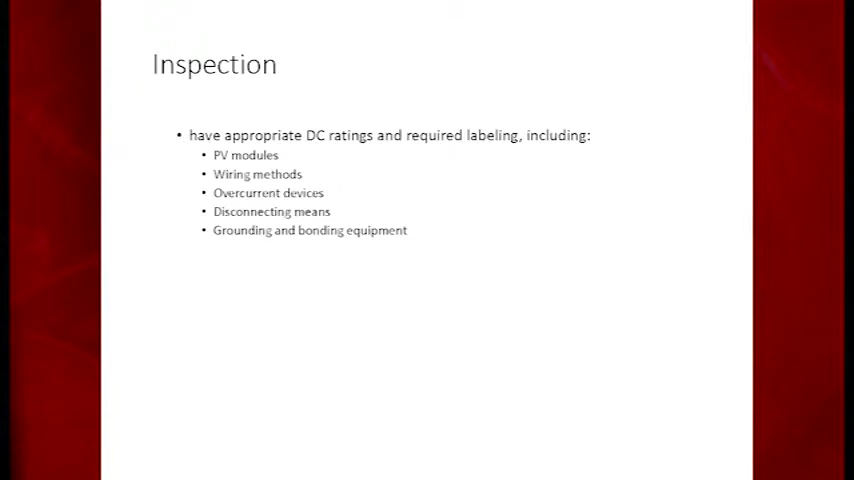 Inspection
• have appropriate DC ratings and required labeling, including:
• PV modules
• Wiring methods
• Overcurrent devices
• Disconnecting means
• Grounding and bonding equipment